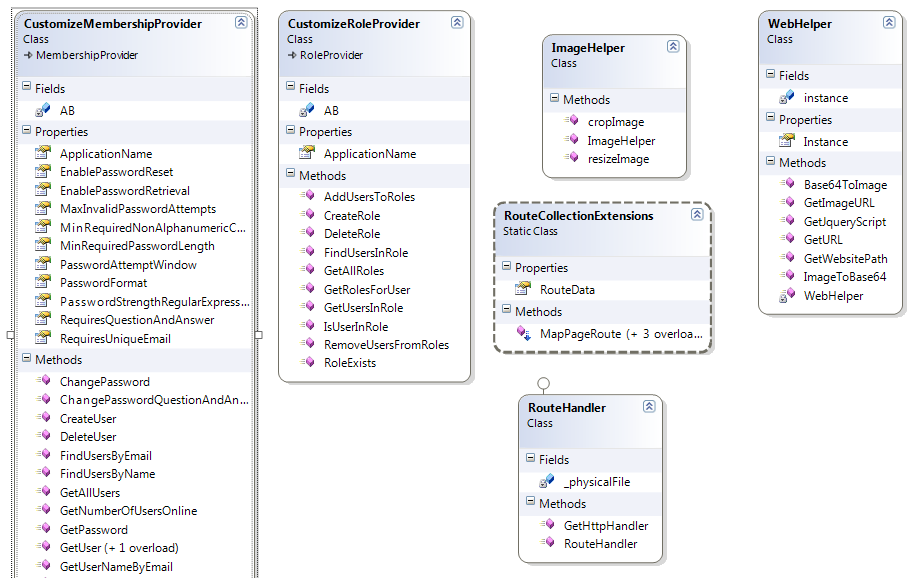 CustomizeMembershipProvider
Class
MembershipProvider
Fields
AB
Properties
ApplicationName
EnablePasswordReset
EnablePasswordRetrieval
MaxInvalidPasswordAttempts
MinRequiredNonAlphanumericC...
MinRequiredPasswordLength
PasswordAttemptWindow
PasswordFormat
PasswordStrengthRegularExpress...
RequiresQuestionAndAnswer
RequiresUniqueEmail
Methods
ChangePassword
ChangePasswordQuestionAndAn...
CreateUser
DeleteUser
FindUsersByEmail
FindUsersByName
GetAllUsers
GetNumberOfUsersOnline
GetPassword
GetUser (+ 1 overload)
GetUserNameByEmail
CustomizeRoleProvider
Class
RoleProvider
Fields
AB
Properties
ApplicationName
Methods
AddUsersToRoles
CreateRole
DeleteRole
FindUsersInRole
GetAllRoles
GetRolesForUser
GetUsersInRole
IsUserInRole
RemoveUsersFromRoles
RoleExists
ImageHelper
Class
Methods
cropImage
ImageHelper
resizeImage
RouteCollectionExtensions
Static Class
Properties
RouteData
Methods
MapPageRoute (+ 3 overloa...
RouteHandler
Class
Fields
_physicalFile
Methods
GetHttpHandler
RouteHandler
WebHelper
Class
Fields
instance
Properties
Instance
Methods
Base64ToImage
GetImageURL
GetJqueryScript
GetURL
GetWebsitePath
ImageToBase64
WebHelper